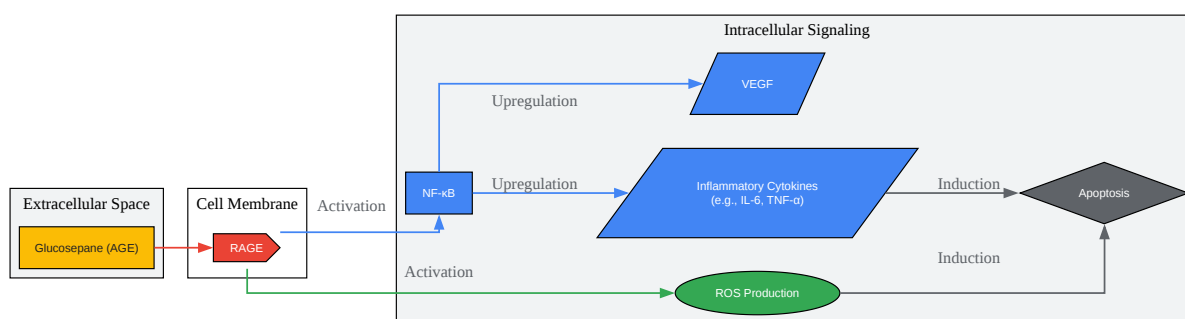 Intracellular Signaling
VEGF
Upregulation
Extracellular Space
Cell Membrane
Activation
NF-κB
Upregulation
Inflammatory Cytokines
(e.g., IL-6, TNF-α)
Induction
Apoptosis
Glucosepane (AGE)
RAGE
Activation
Induction
ROS Production